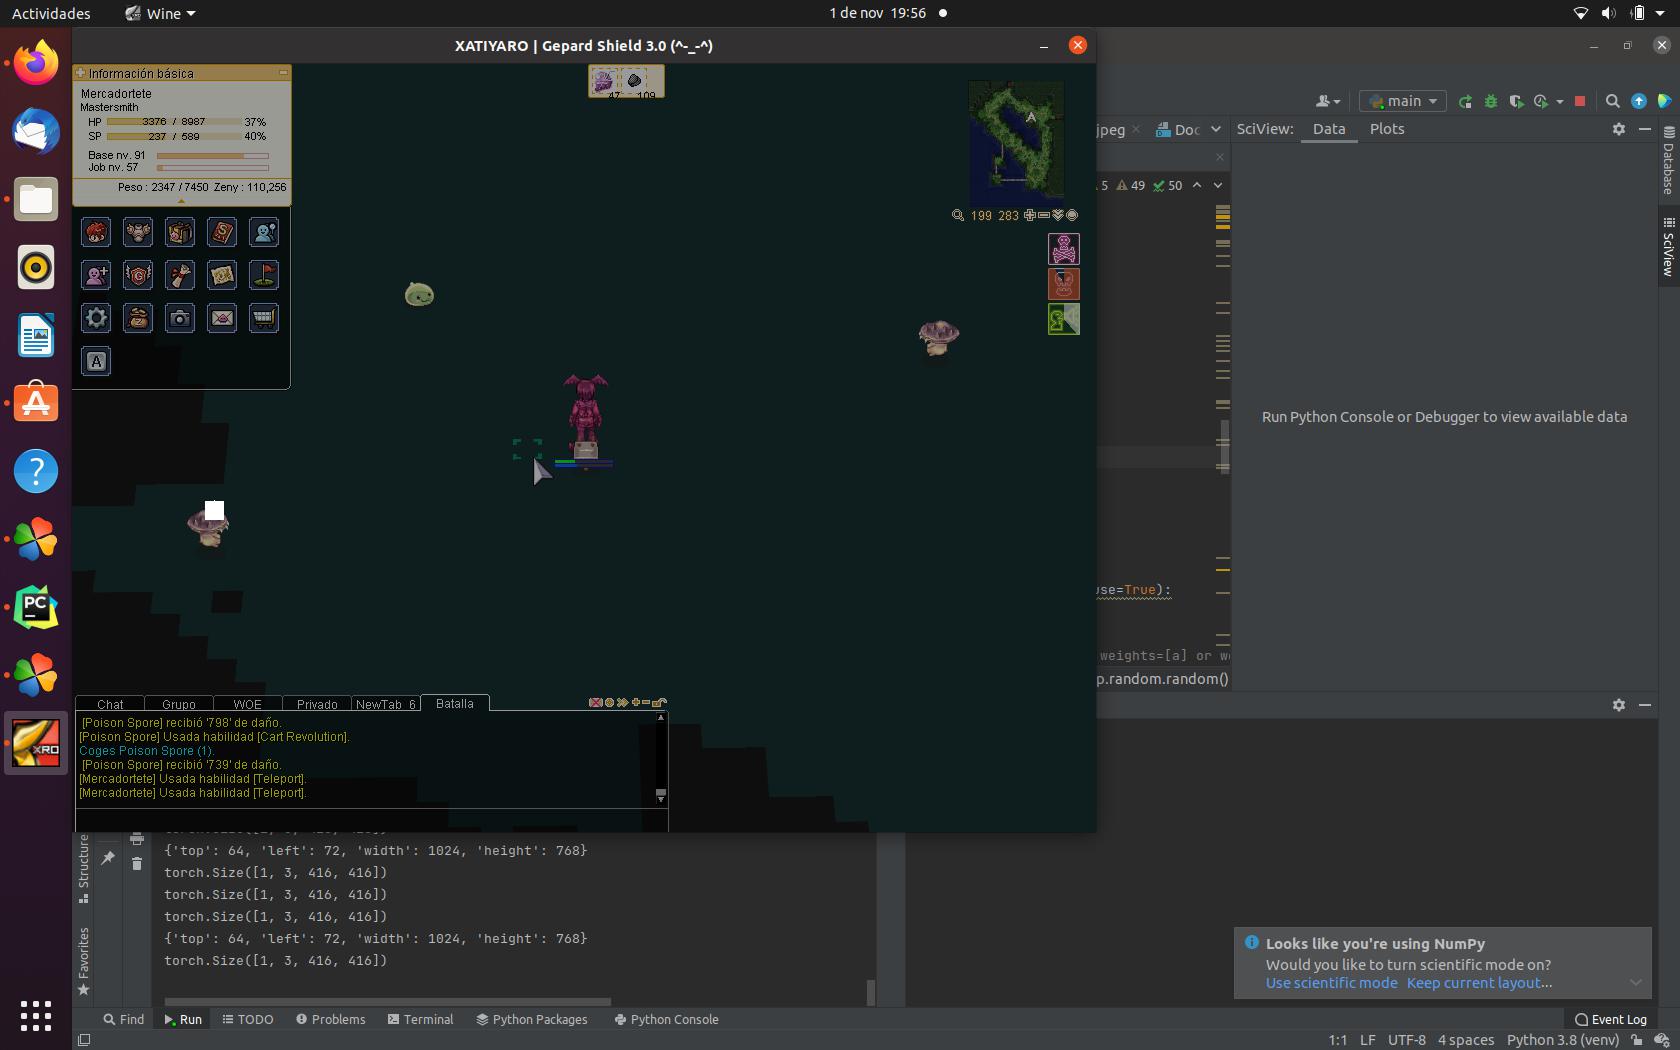 Actividades
Wine
1 de nov 19:56
XATIYARO | Gepard Shield 3.0 (^-_-^)
Información básica
Mercadortete
Mastersmith
HP 3376 / 8987 37%
SP 237 / 589 40%
Base nv. 91
Job nv. 57
Peso : 2347 / 7450 Zeny : 110,256
47 109
199 283
A
Chat
Grupo
WOE
Privado
NewTab 6
Batalla
[Poison Spore] recibió '798' de daño.
[Poison Spore] Usada habilidad [Cart Revolution].
Coges Poison Spore (1).
[Poison Spore] recibió '739' de daño.
[Mercadortete] Usada habilidad [Teleport].
[Mercadortete] Usada habilidad [Teleport].
main
jpeg
Doc
SciView:
Data
Plots
5 49 50
Database
SciView
Run Python Console or Debugger to view available data
use=True):
weights=[a] or w
p.random.random()
PC
XRO
Structure
Favorites
{'top': 64, 'left': 72, 'width': 1024, 'height': 768}
torch.Size([1, 3, 416, 416])
torch.Size([1, 3, 416, 416])
torch.Size([1, 3, 416, 416])
{'top': 64, 'left': 72, 'width': 1024, 'height': 768}
torch.Size([1, 3, 416, 416])
Looks like you're using NumPy
Would you like to turn scientific mode on?
Use scientific mode Keep current layout...
Find
Run
TODO
Problems
Terminal
Python Packages
Python Console
Event Log
1:1 LF UTF-8 4 spaces Python 3.8 (venv)